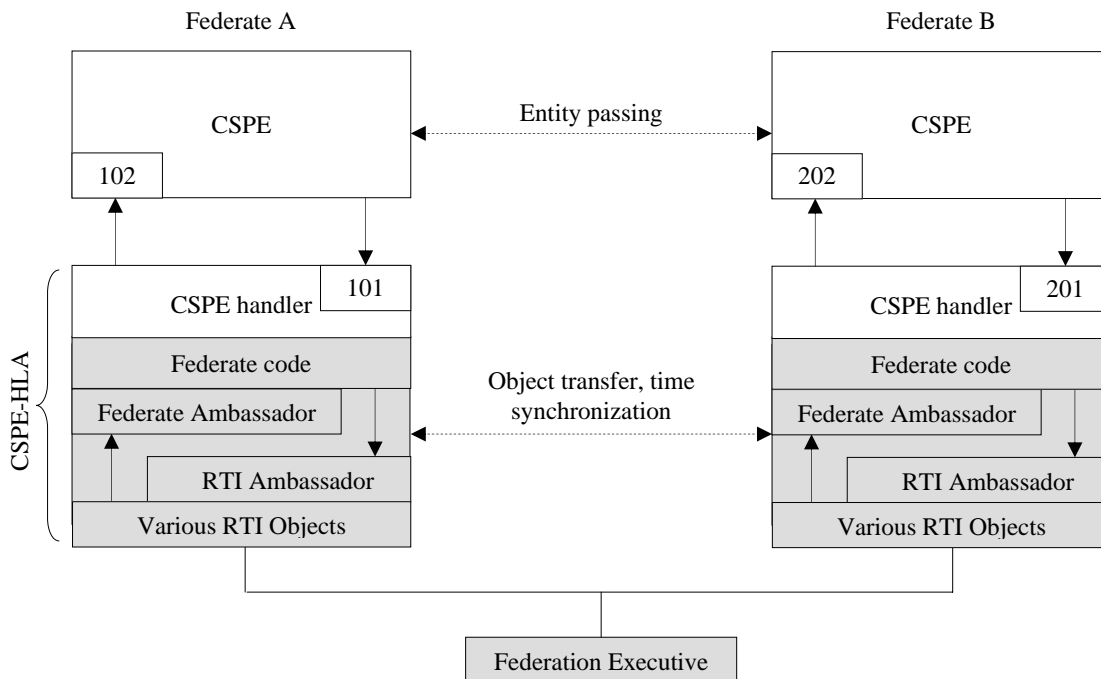 Federate A
Federate B
CSPE
Entity passing
CSPE
102
202
101
201
CSPE handler
CSPE handler
CSPE-HLA
Federate code
Federate code
Object transfer, time
synchronization
Federate Ambassador
Federate Ambassador
RTI Ambassador
RTI Ambassador
Various RTI Objects
Various RTI Objects
Federation Executive